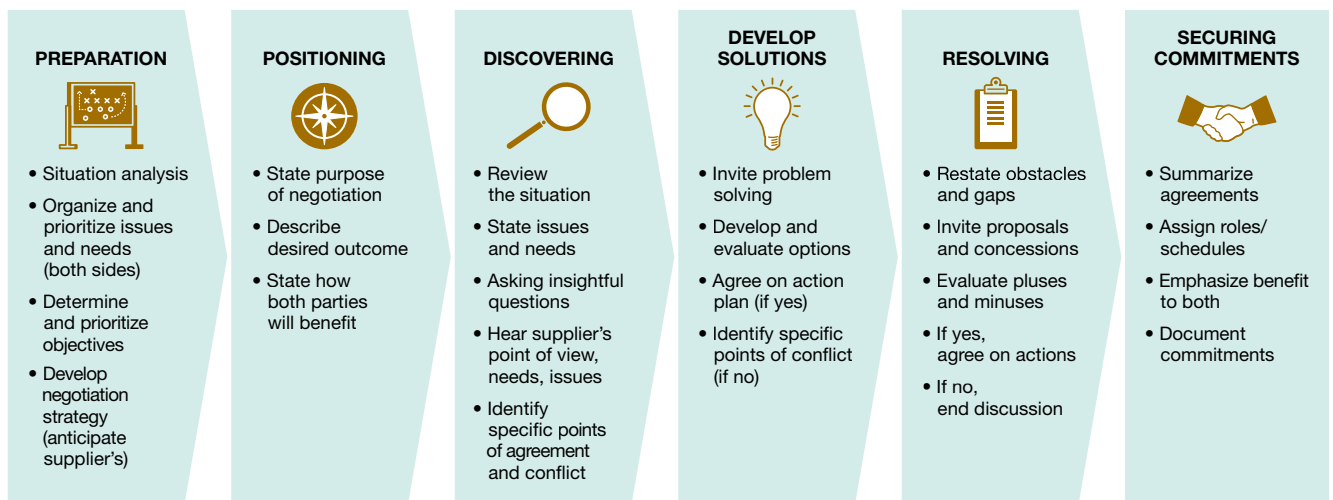 PREPARATION
• Situation analysis
• Organize and
prioritize issues
and needs
(both sides)
• Determine
and prioritize
objectives
• Develop
negotiation
strategy
(anticipate
supplier's)
POSITIONING
• State purpose
of negotiation
• Describe
desired outcome
• State how
both parties
will benefit
DISCOVERING
• Review
the situation
• State issues
and needs
• Asking insightful
questions
• Hear supplier's
point of view,
needs, issues
• Identify
specific points
of agreement
and conflict
DEVELOP
SOLUTIONS
• Invite problem
solving
• Develop and
evaluate options
• Agree on action
plan (if yes)
• Identify specific
points of conflict
(if no)
RESOLVING
• Restate obstacles
and gaps
• Invite proposals
and concessions
• Evaluate pluses
and minuses
• If yes,
agree on actions
• If no,
end discussion
SECURING
COMMITMENTS
• Summarize
agreements
• Assign roles/
schedules
• Emphasize benefit
to both
• Document
commitments